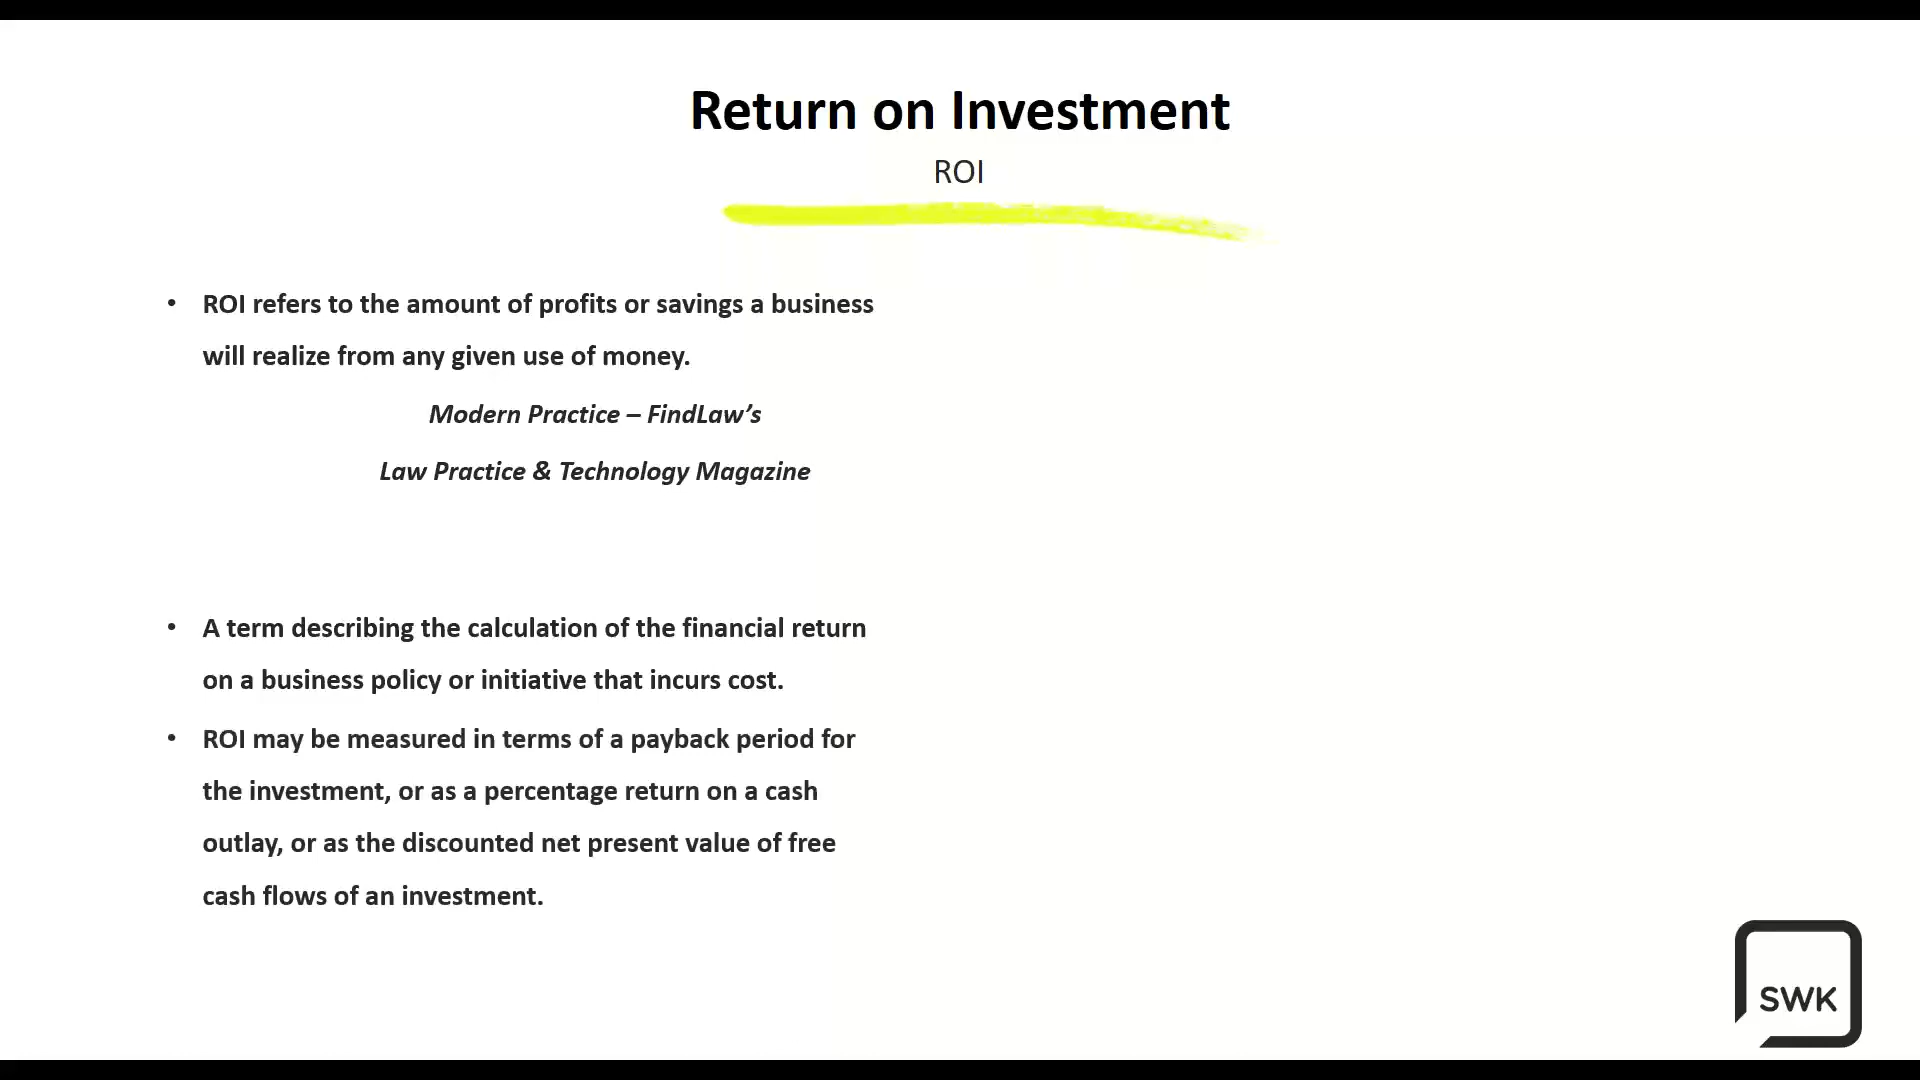 Return on Investment
ROI
• ROI refers to the amount of profits or savings a business
will realize from any given use of money.
Modern Practice – FindLaw’s
Law Practice & Technology Magazine
• A term describing the calculation of the financial return
on a business policy or initiative that incurs cost.
• ROI may be measured in terms of a payback period for
the investment, or as a percentage return on a cash
outlay, or as the discounted net present value of free
cash flows of an investment.
SWK